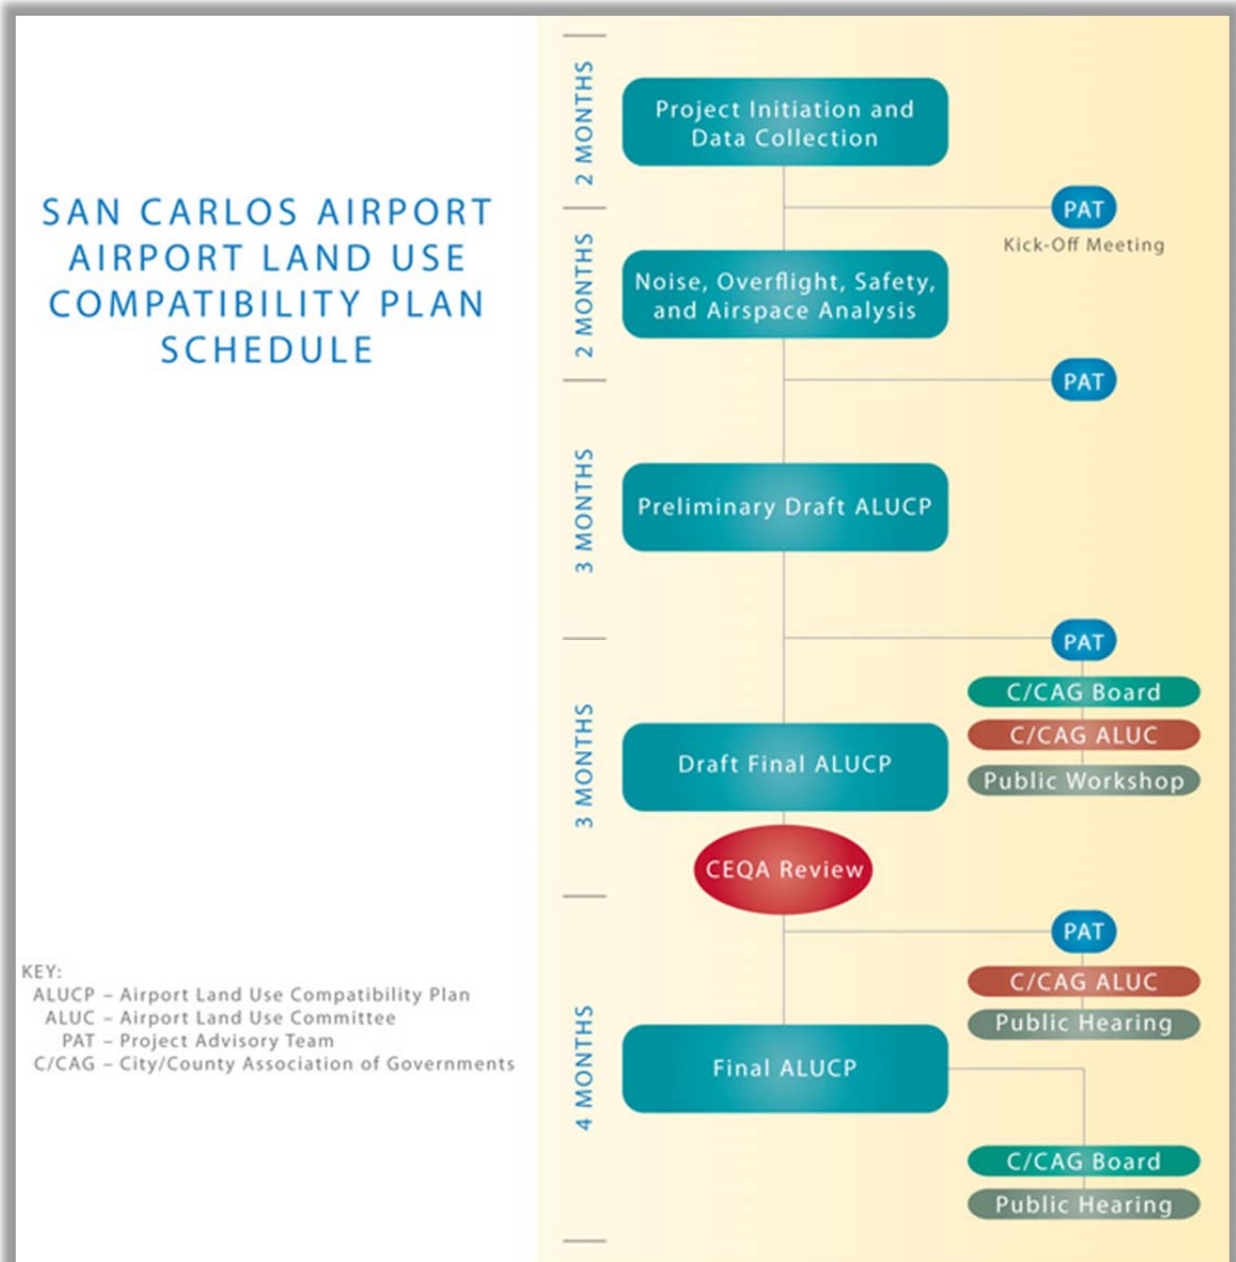 SAN CARLOS AIRPORT
AIRPORT LAND USE
COMPATIBILITY PLAN
SCHEDULE
2 MONTHS
Project Initiation and
Data Collection
PAT
Kick-Off Meeting
2 MONTHS
Noise, Overflight, Safety,
and Airspace Analysis
PAT
3 MONTHS
Preliminary Draft ALUCP
PAT
C/CAG Board
C/CAG ALUC
Public Workshop
3 MONTHS
Draft Final ALUCP
CEQA Review
PAT
C/CAG ALUC
Public Hearing
4 MONTHS
Final ALUCP
C/CAG Board
Public Hearing
KEY:
ALUCP – Airport Land Use Compatibility Plan
ALUC – Airport Land Use Committee
PAT – Project Advisory Team
C/CAG – City/County Association of Governments